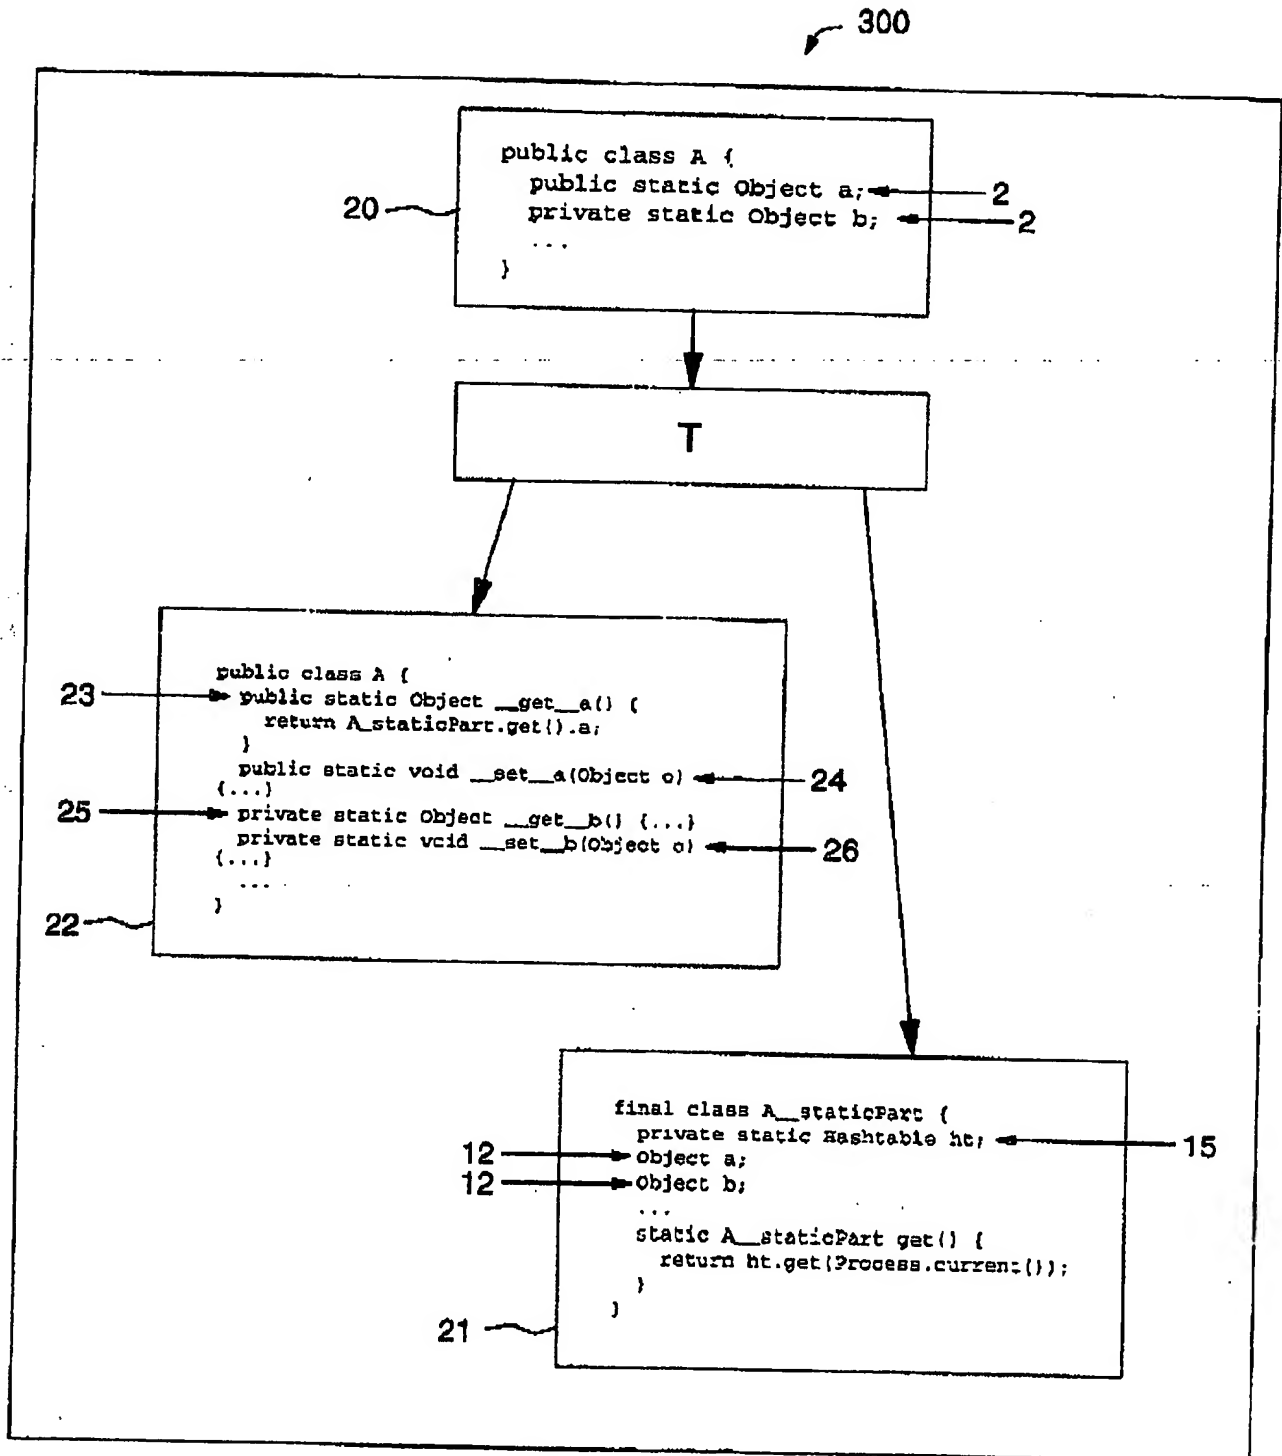 300
public class A {
public static Object a; 2
20 private static Object b; 2
...
}
T
public class A {
23 public static Object __get__a() {
return A_staticPart.get().a;
}
public static void __set__a(Object o) 24
{...}
25 private static Object __get__b() {...}
private static void __set__b(Object o) 26
{...}
...
}
22
final class A__staticPart {
private static Hashtable ht; 15
12 Object a;
12 Object b;
...
static A__staticPart get() {
return ht.get(Process.current());
}
}
21